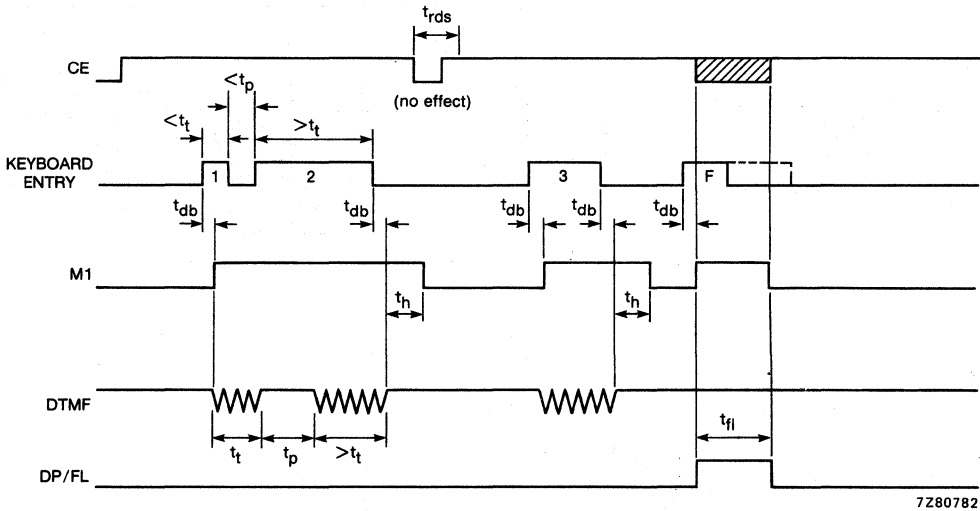 t_rds
CE
(no effect)
<t_p
<t_t
>t_t
KEYBOARD
ENTRY
1
2
3
F
t_db
t_db
t_db
t_db
t_db
M1
t_h
t_h
DTMF
t_t
t_p
>t_t
t_fl
DP/FL
7Z80782